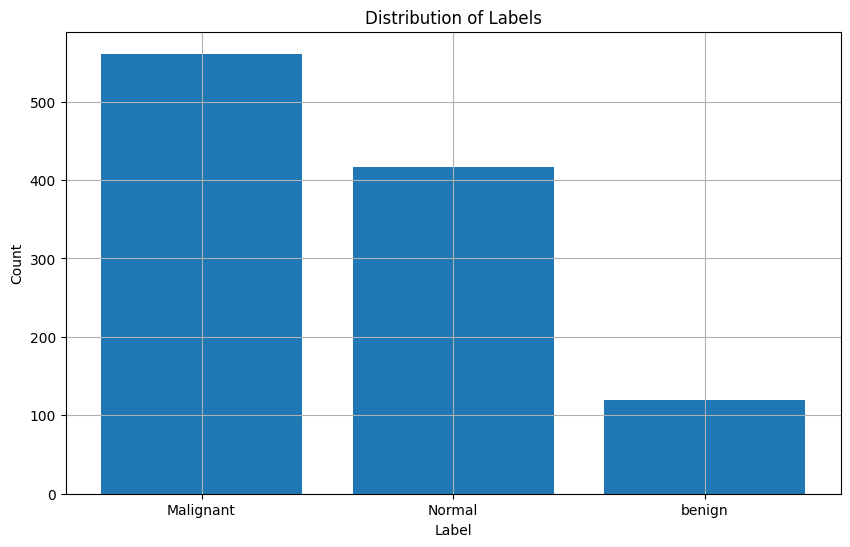 Distribution of Labels
500
400
300
200
100
0
Count
Malignant Normal benign
Label